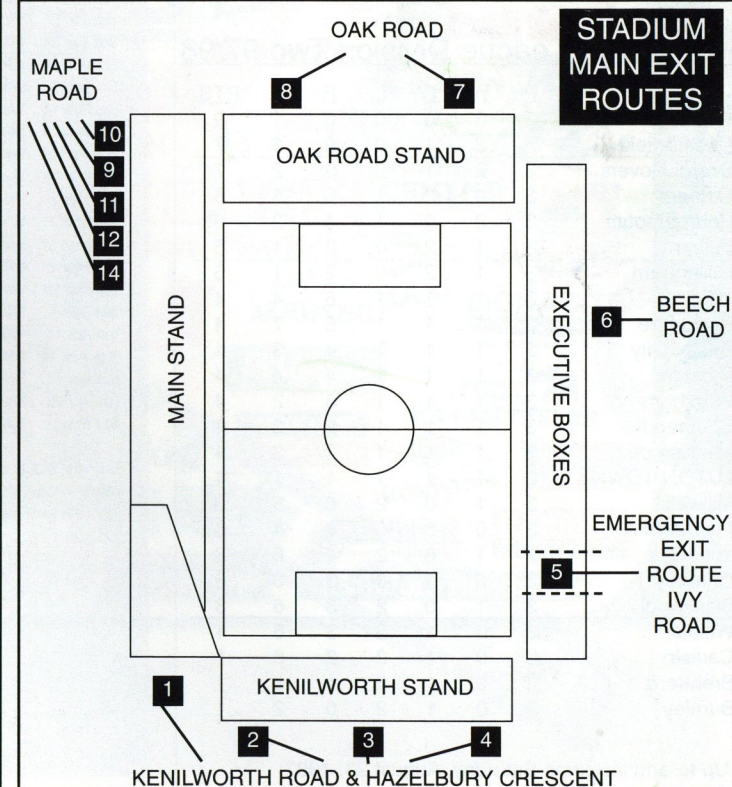 STADIUM
MAIN EXIT
ROUTES
OAK ROAD
8
7
MAPLE
ROAD
10
9
11
12
14
OAK ROAD STAND
MAIN STAND
EXECUTIVE BOXES
6
BEECH
ROAD
EMERGENCY
EXIT
ROUTE
IVY
ROAD
5
KENILWORTH STAND
1
2
3
4
KENILWORTH ROAD & HAZELBURY CRESCENT